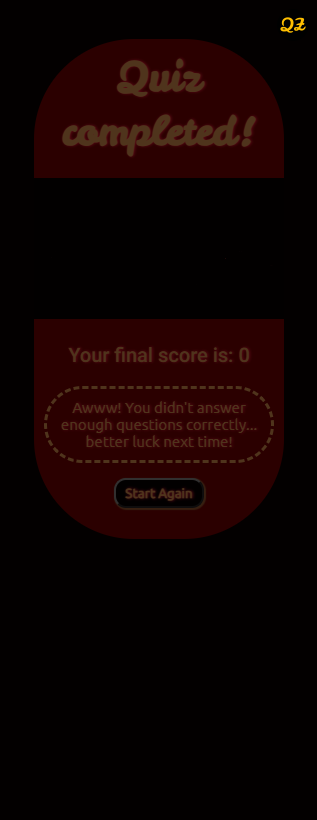 QZ
Quiz
completed!
Your final score is: 0
Awww! You didn't answer
enough questions correctly...
better luck next time!
Start Again